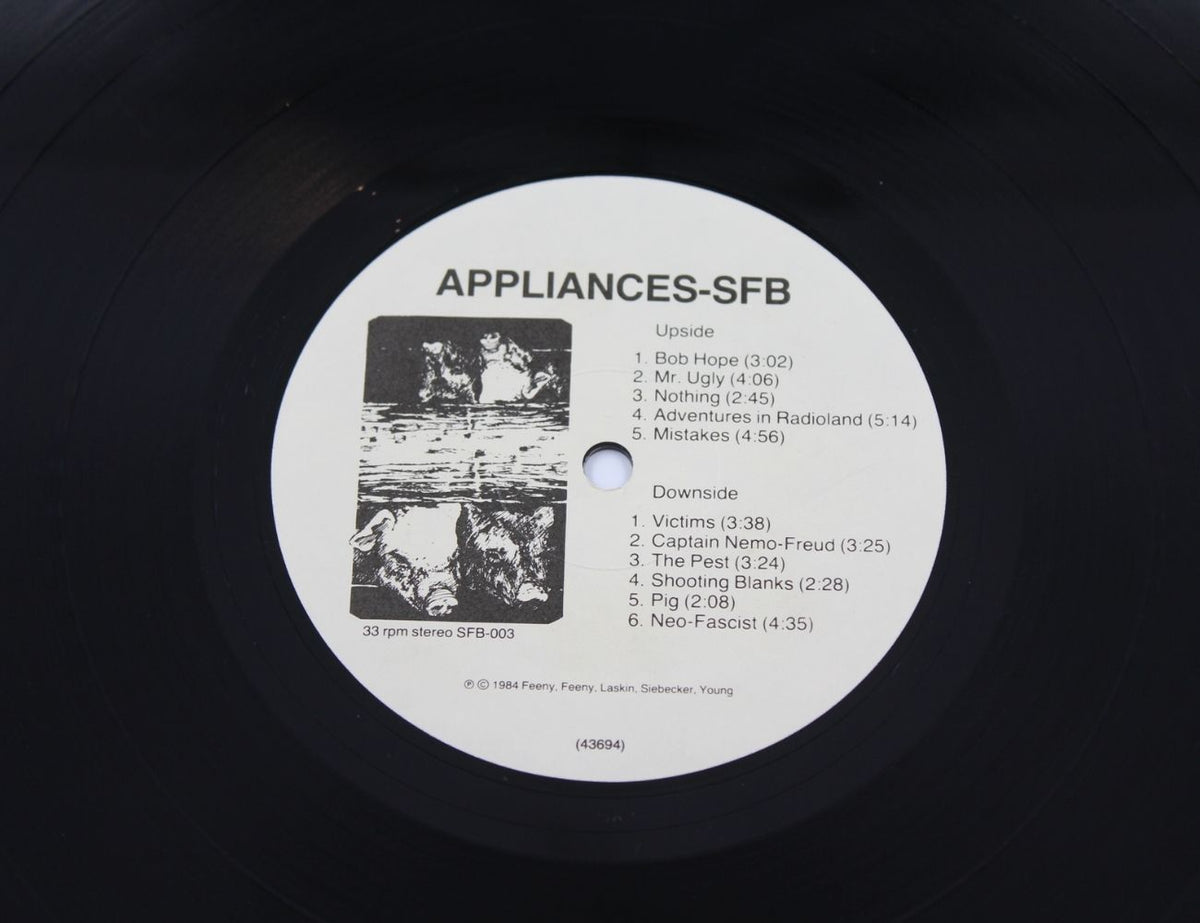 APPLIANCES-SFB
Upside
1. Bob Hope (3:02)
2. Mr. Ugly (4:06)
3. Nothing (2:45)
4. Adventures in Radioland (5:14)
5. Mistakes (4:56)
Downside
1. Victims (3:38)
2. Captain Nemo-Freud (3:25)
3. The Pest (3:24)
4. Shooting Blanks (2:28)
5. Pig (2:08)
6. Neo-Fascist (4:35)
33 rpm stereo SFB-003
℗ © 1984 Feeny, Feeny, Laskin, Siebecker, Young
(43694)